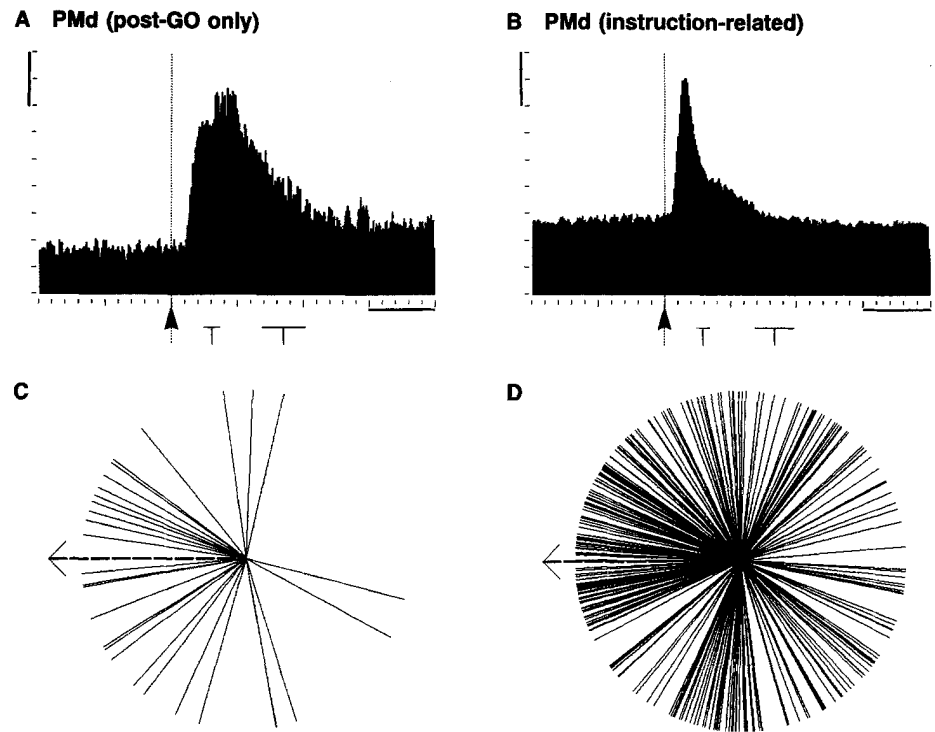 A PMd (post-GO only)
B PMd (instruction-related)
C
D